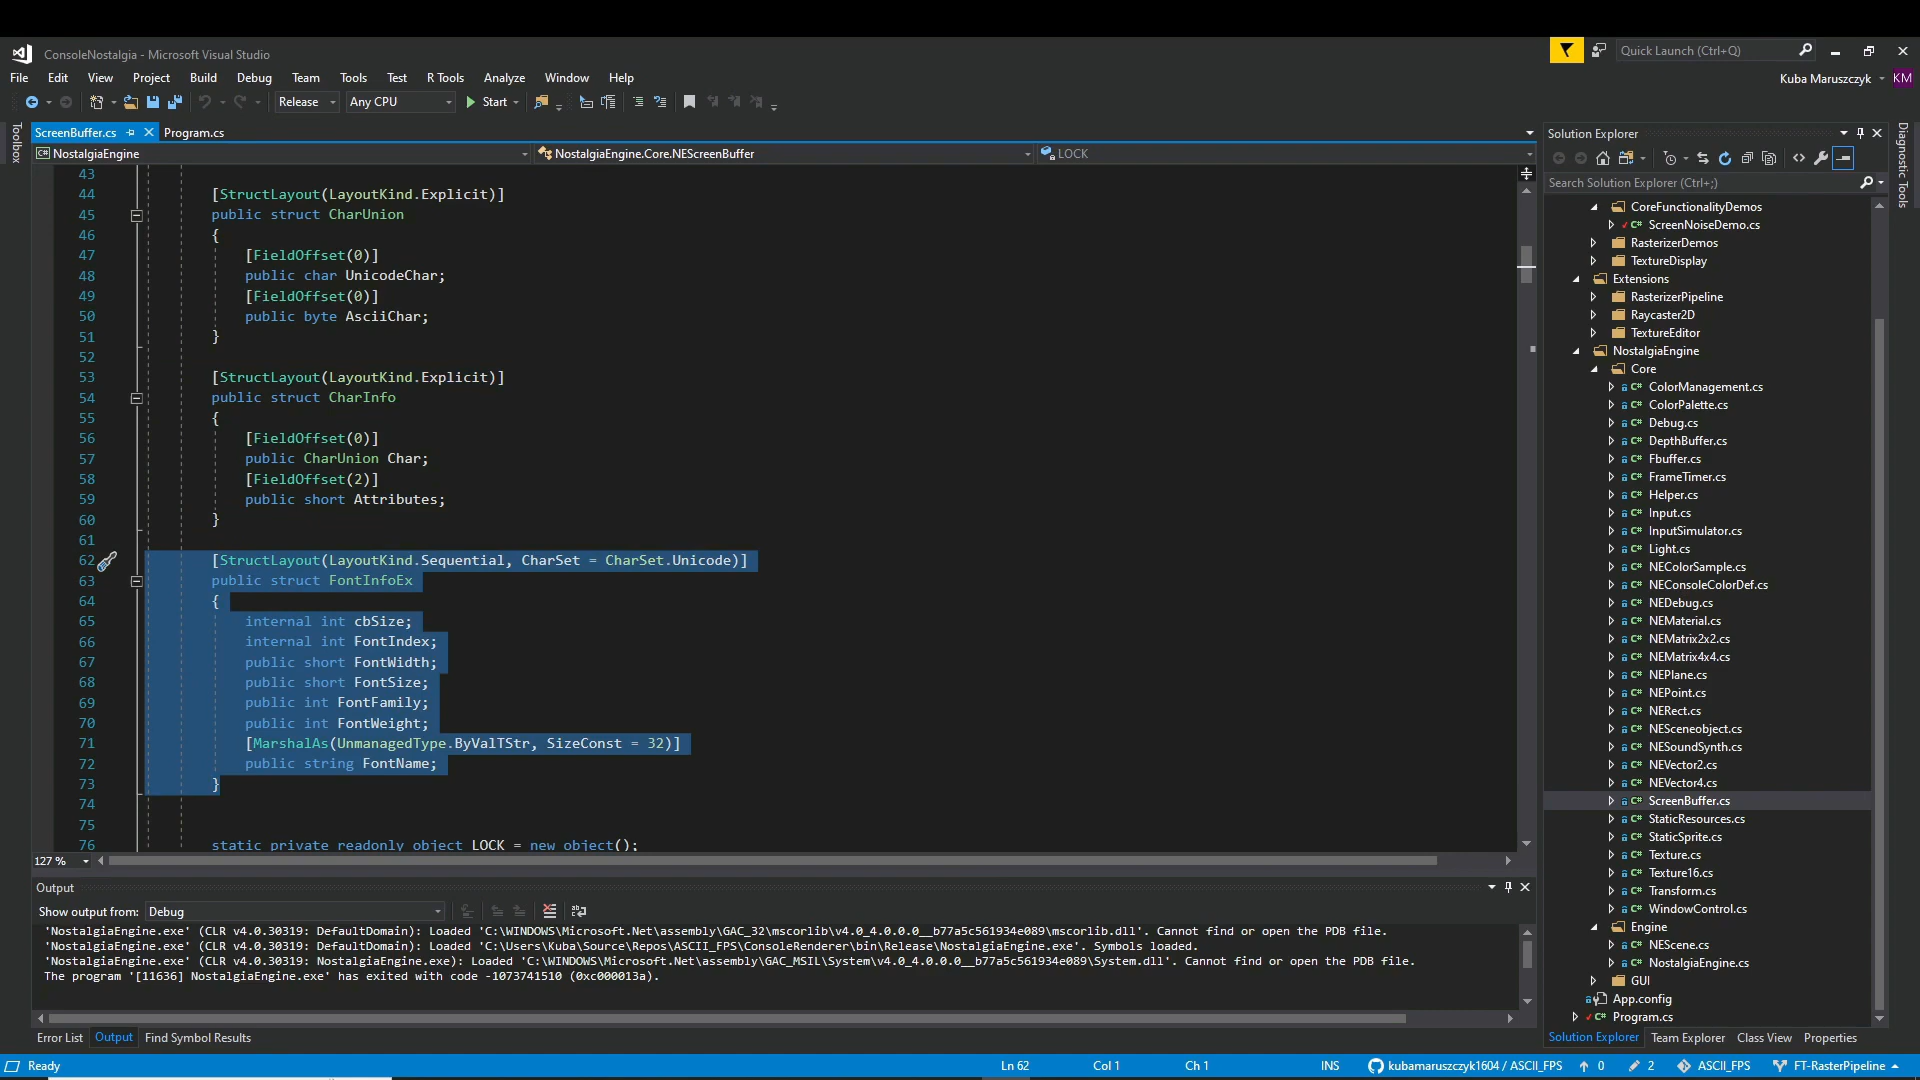 ConsoleNostalgia - Microsoft Visual Studio
Quick Launch (Ctrl+Q)
File Edit View Project Build Debug Team Tools Test R Tools Analyze Window Help
Kuba Maruszczyk KM
Release Any CPU Start
Toolbox
ScreenBuffer.cs Program.cs
NostalgiaEngine NostalgiaEngine.Core.NEScreenBuffer LOCK
43
44 [StructLayout(LayoutKind.Explicit)]
45 public struct CharUnion
46 {
47 [FieldOffset(0)]
48 public char UnicodeChar;
49 [FieldOffset(0)]
50 public byte AsciiChar;
51 }
52
53 [StructLayout(LayoutKind.Explicit)]
54 public struct CharInfo
55 {
56 [FieldOffset(0)]
57 public CharUnion Char;
58 [FieldOffset(2)]
59 public short Attributes;
60 }
61
62 [StructLayout(LayoutKind.Sequential, CharSet = CharSet.Unicode)]
63 public struct FontInfoEx
64 {
65 internal int cbSize;
66 internal int FontIndex;
67 public short FontWidth;
68 public short FontSize;
69 public int FontFamily;
70 public int FontWeight;
71 [MarshalAs(UnmanagedType.ByValTStr, SizeConst = 32)]
72 public string FontName;
73 }
74
75
76 static private readonly object LOCK = new object();
127 %
Output
Show output from: Debug
'NostalgiaEngine.exe' (CLR v4.0.30319: DefaultDomain): Loaded 'C:\WINDOWS\Microsoft.Net\assembly\GAC_32\mscorlib\v4.0_4.0.0.0__b77a5c561934e089\mscorlib.dll'. Cannot find or open the PDB file.
'NostalgiaEngine.exe' (CLR v4.0.30319: DefaultDomain): Loaded 'C:\Users\Kuba\Source\Repos\ASCII_FPS\ConsoleRenderer\bin\Release\NostalgiaEngine.exe'. Symbols loaded.
'NostalgiaEngine.exe' (CLR v4.0.30319: NostalgiaEngine.exe): Loaded 'C:\WINDOWS\Microsoft.Net\assembly\GAC_MSIL\System\v4.0_4.0.0.0__b77a5c561934e089\System.dll'. Cannot find or open the PDB file.
The program '[11636] NostalgiaEngine.exe' has exited with code -1073741510 (0xc000013a).
Error List Output Find Symbol Results
Solution Explorer
Search Solution Explorer (Ctrl+;)
CoreFunctionalityDemos
C# ScreenNoiseDemo.cs
RasterizerDemos
TextureDisplay
Extensions
RasterizerPipeline
Raycaster2D
TextureEditor
NostalgiaEngine
Core
C# ColorManagement.cs
C# ColorPalette.cs
C# Debug.cs
C# DepthBuffer.cs
C# Fbuffer.cs
C# FrameTimer.cs
C# Helper.cs
C# Input.cs
C# InputSimulator.cs
C# Light.cs
C# NEColorSample.cs
C# NEConsoleColorDef.cs
C# NEDebug.cs
C# NEMaterial.cs
C# NEMatrix2x2.cs
C# NEMatrix4x4.cs
C# NEPlane.cs
C# NEPoint.cs
C# NERect.cs
C# NESceneobject.cs
C# NESoundSynth.cs
C# NEVector2.cs
C# NEVector4.cs
C# ScreenBuffer.cs
C# StaticResources.cs
C# StaticSprite.cs
C# Texture.cs
C# Texture16.cs
C# Transform.cs
C# WindowControl.cs
Engine
C# NEScene.cs
C# NostalgiaEngine.cs
GUI
App.config
C# Program.cs
Solution Explorer Team Explorer Class View Properties
Diagnostic Tools
Ready Ln 62 Col 1 Ch 1 INS kubamaruszczyk1604 / ASCII_FPS 0 2 ASCII_FPS FT-RasterPipeline